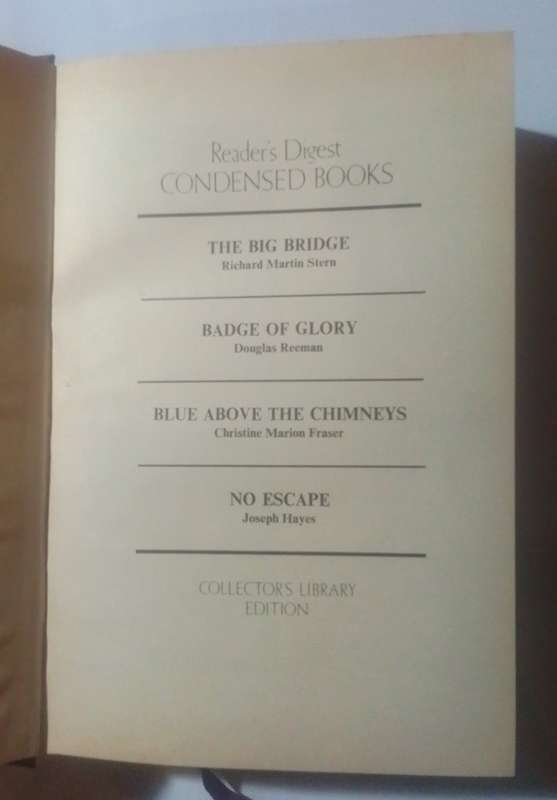 Reader's Digest
CONDENSED BOOKS
THE BIG BRIDGE
Richard Martin Stern
BADGE OF GLORY
Douglas Reeman
BLUE ABOVE THE CHIMNEYS
Christine Marion Fraser
NO ESCAPE
Joseph Hayes
COLLECTOR'S LIBRARY
EDITION